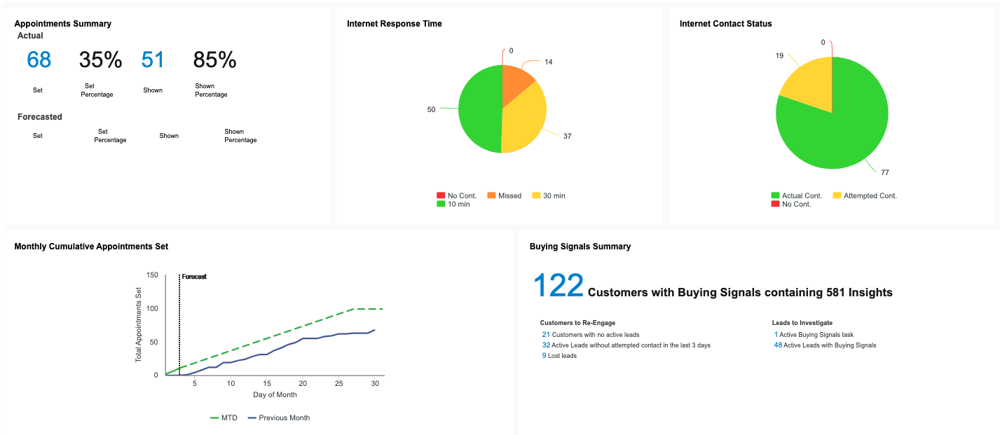 Appointments Summary
Actual
68 35% 51 85%
Set Set Percentage Shown Shown Percentage
Forecasted
Set Set Percentage Shown Shown Percentage
Internet Response Time
0
14
50
37
No Cont. Missed 30 min
10 min
Internet Contact Status
0
19
77
Actual Cont. Attempted Cont.
No Cont.
Monthly Cumulative Appointments Set
Forecast
150
100
50
0
Total Appointments Set
5 10 15 20 25 30
Day of Month
MTD Previous Month
Buying Signals Summary
122 Customers with Buying Signals containing 581 Insights
Customers to Re-Engage
21 Customers with no active leads
32 Active Leads without attempted contact in the last 3 days
9 Lost leads
Leads to Investigate
1 Active Buying Signals task
48 Active Leads with Buying Signals